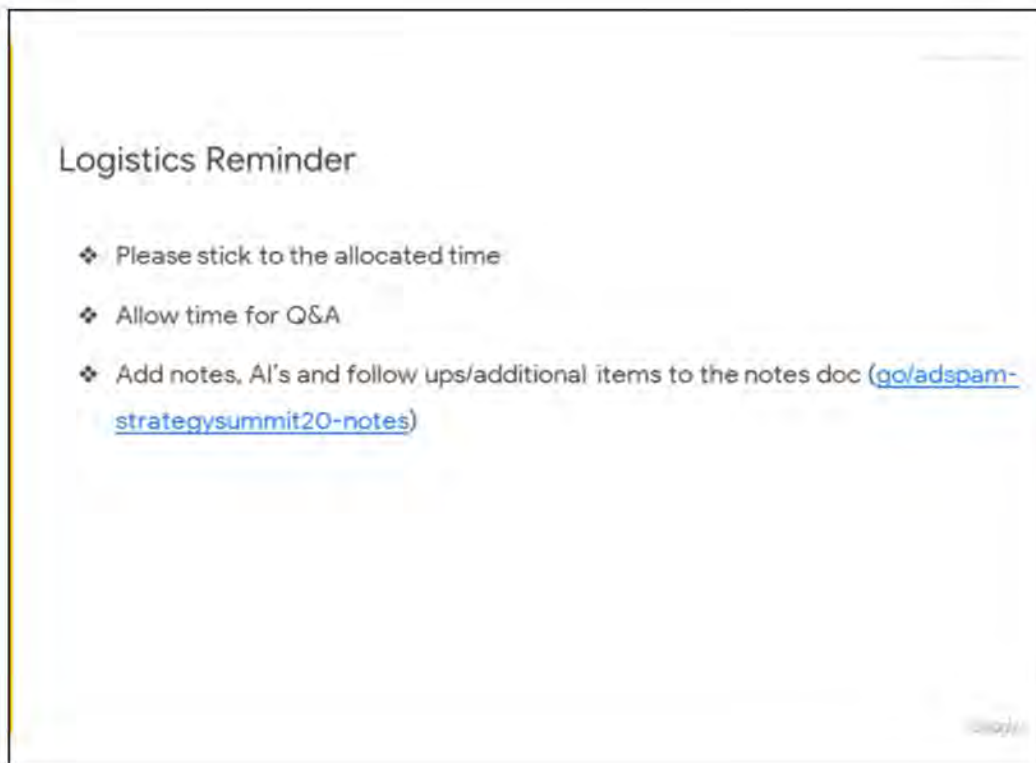 Logistics Reminder
❖ Please stick to the allocated time
❖ Allow time for Q&A
❖ Add notes, AI's and follow ups/additional items to the notes doc (go/adspam-
strategysummit20-notes)